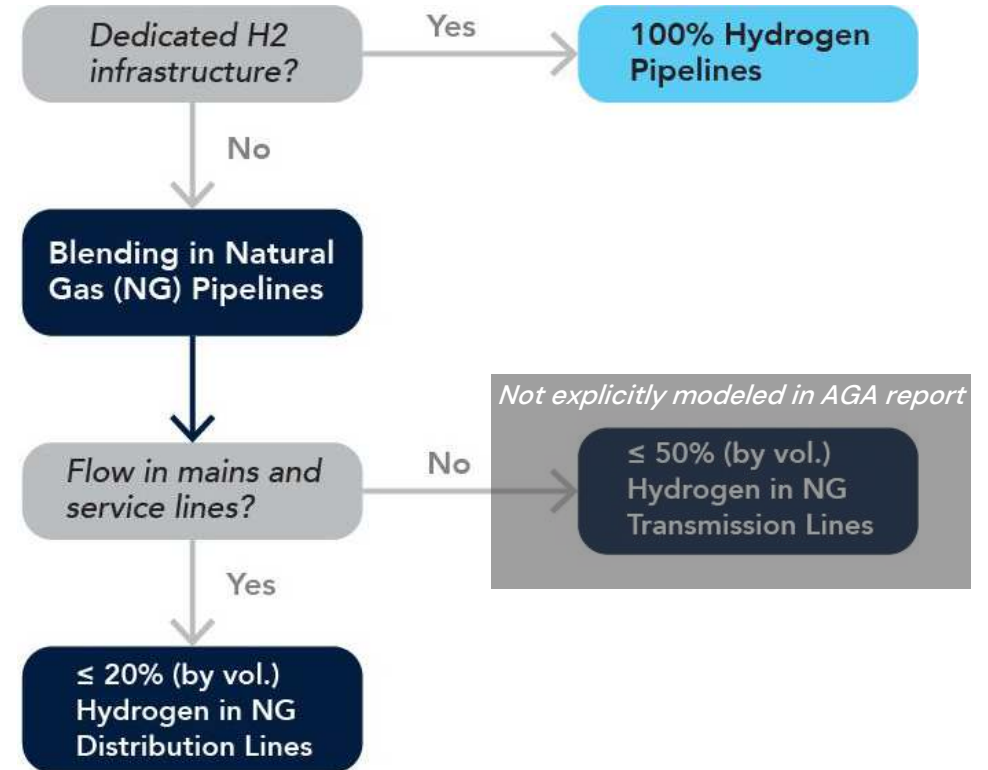 Dedicated H2
infrastructure?
Yes
100% Hydrogen
Pipelines
No
Blending in Natural
Gas (NG) Pipelines
Not explicitly modeled in AGA report
Flow in mains and
service lines?
No
≤ 50% (by vol.)
Hydrogen in NG
Transmission Lines
Yes
≤ 20% (by vol.)
Hydrogen in NG
Distribution Lines